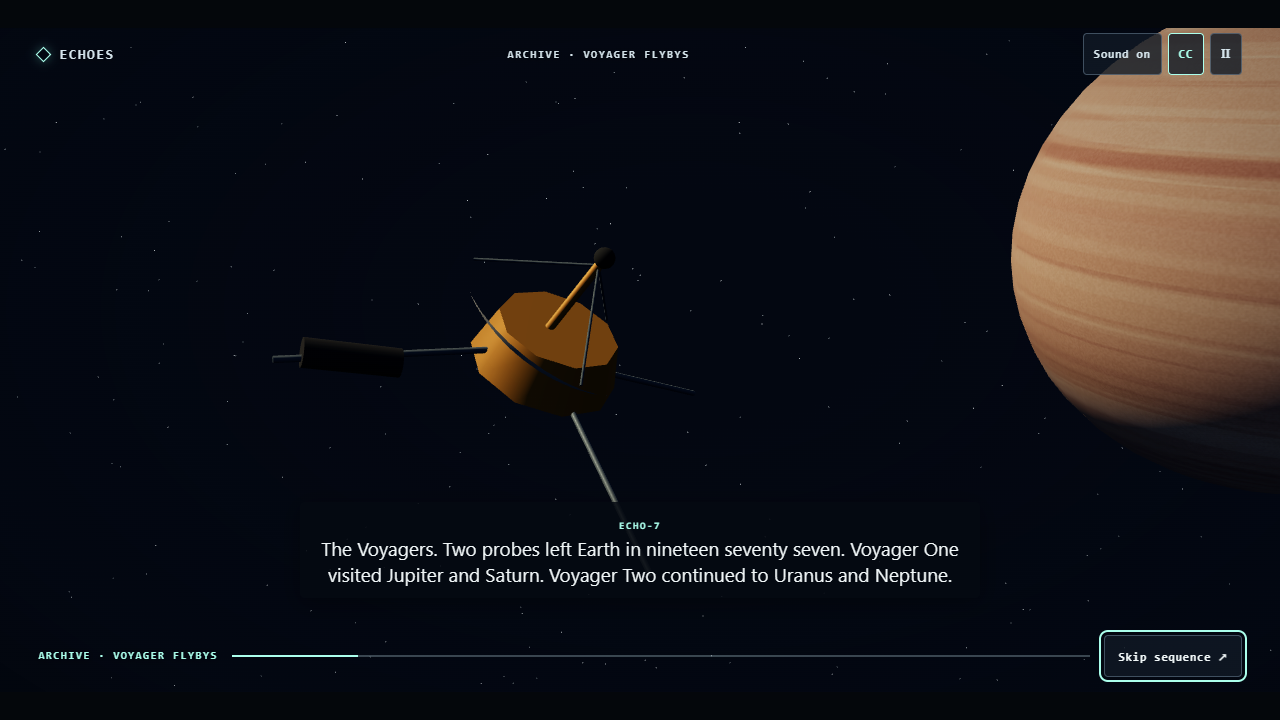 ECHOES
ARCHIVE · VOYAGER FLYBYS
Sound on
CC
II
ECHO-7
The Voyagers. Two probes left Earth in nineteen seventy seven. Voyager One
visited Jupiter and Saturn. Voyager Two continued to Uranus and Neptune.
ARCHIVE · VOYAGER FLYBYS
Skip sequence ↗